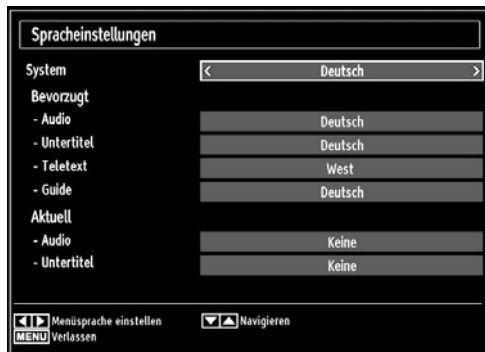 Spracheinstellungen
System < Deutsch >
Bevorzugt
- Audio Deutsch
- Untertitel Deutsch
- Teletext West
- Guide Deutsch
Aktuell
- Audio Keine
- Untertitel Keine
Menüsprache einstellen Navigieren
MENU Verlassen